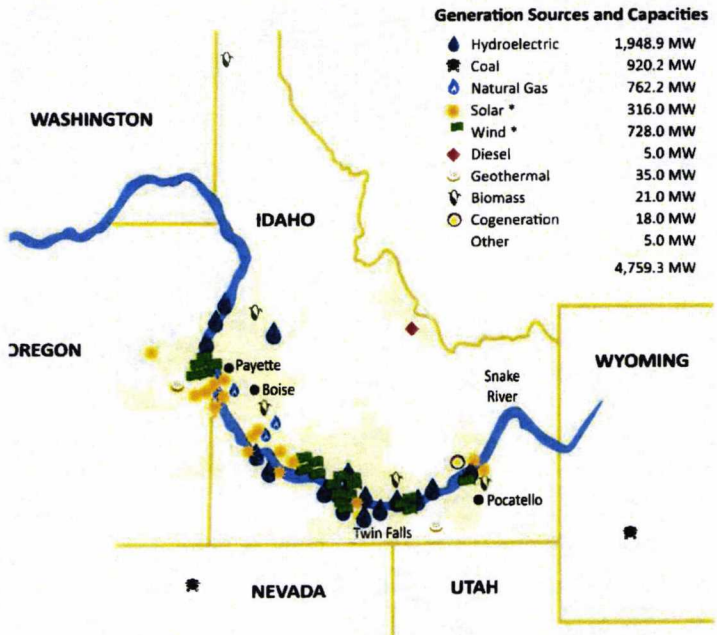 Generation Sources and Capacities
Hydroelectric 1,948.9 MW
Coal 920.2 MW
Natural Gas 762.2 MW
Solar * 316.0 MW
Wind * 728.0 MW
Diesel 5.0 MW
Geothermal 35.0 MW
Biomass 21.0 MW
Cogeneration 18.0 MW
Other 5.0 MW
4,759.3 MW
WASHINGTON
IDAHO
OREGON
Payette
Boise
WYOMING
Snake
River
Pocatello
Twin Falls
NEVADA
UTAH